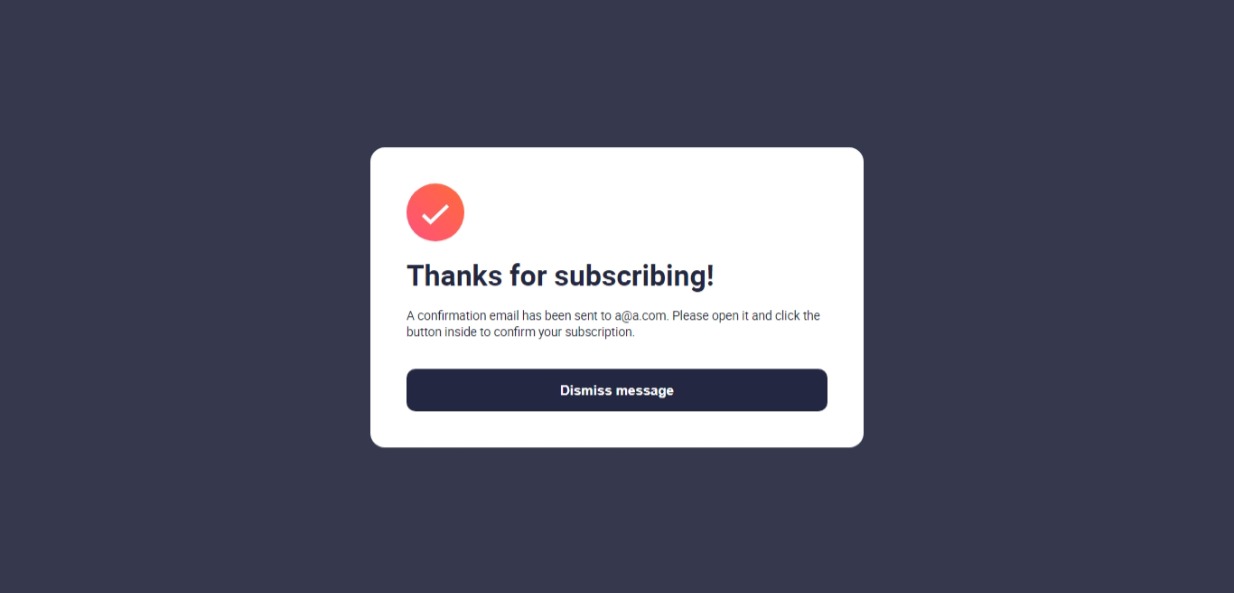 Thanks for subscribing!
A confirmation email has been sent to a@a.com. Please open it and click the
button inside to confirm your subscription.
Dismiss message